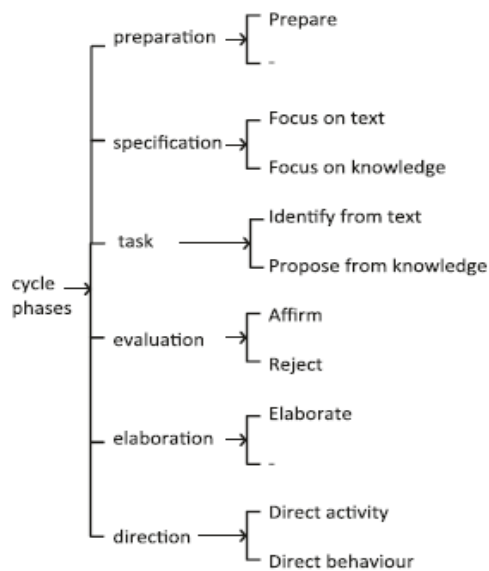 preparation
Prepare
-
specification
Focus on text
Focus on knowledge
task
Identify from text
Propose from knowledge
cycle
phases
evaluation
Affirm
Reject
elaboration
Elaborate
-
direction
Direct activity
Direct behaviour